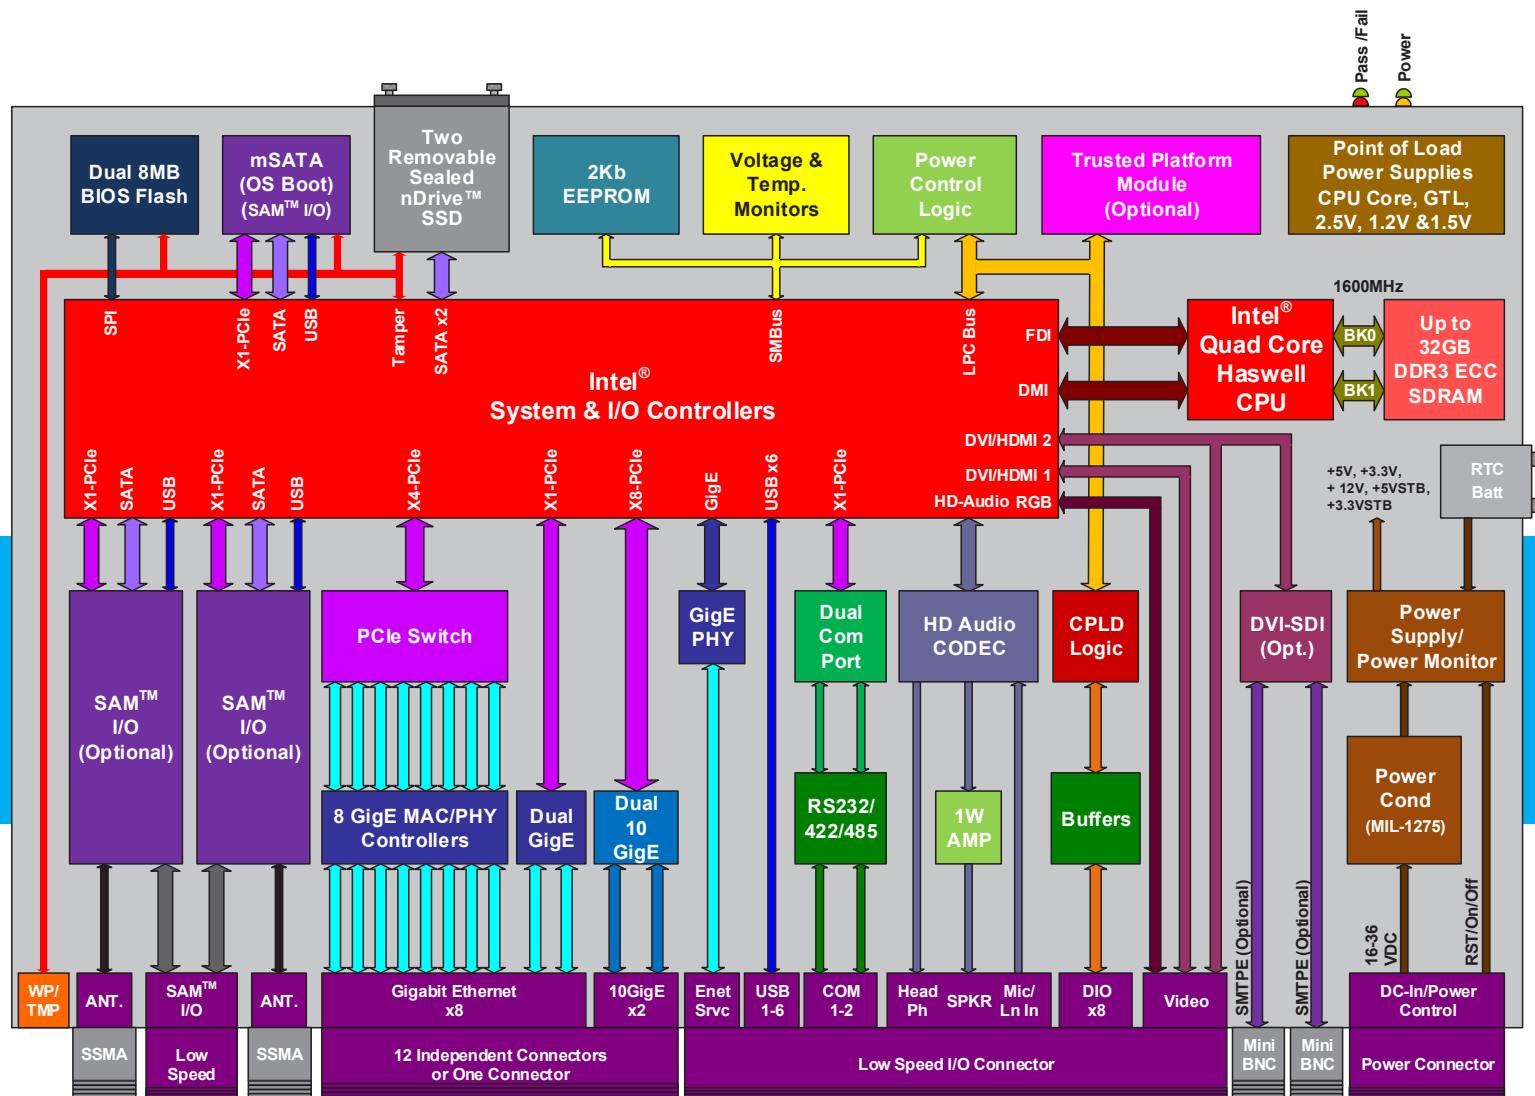 Pass /Fail
Power
Dual 8MB
BIOS Flash
mSATA
(OS Boot)
(SAM™ I/O)
Two
Removable
Sealed
nDrive™
SSD
2Kb
EEPROM
Voltage &
Temp.
Monitors
Power
Control
Logic
Trusted Platform
Module
(Optional)
Point of Load
Power Supplies
CPU Core, GTL,
2.5V, 1.2V &1.5V
SPI
X1-PCIe
SATA
USB
Tamper
SATA x2
SMBus
LPC Bus
FDI
DMI
Intel®
System & I/O Controllers
Intel®
Quad Core
Haswell
CPU
1600MHz
BK0
BK1
Up to
32GB
DDR3 ECC
SDRAM
DVI/HDMI 2
DVI/HDMI 1
HD-Audio RGB
X1-PCIe
SATA
USB
X1-PCIe
SATA
USB
X4-PCIe
X1-PCIe
X8-PCIe
GigE
USB x6
X1-PCIe
+5V, +3.3V,
+ 12V, +5VSTB,
+3.3VSTB
RTC
Batt
SAM™
I/O
(Optional)
SAM™
I/O
(Optional)
PCIe Switch
GigE
PHY
Dual
Com
Port
HD Audio
CODEC
CPLD
Logic
DVI-SDI
(Opt.)
Power
Supply/
Power Monitor
8 GigE MAC/PHY
Controllers
Dual
GigE
Dual
10
GigE
RS232/
422/485
1W
AMP
Buffers
Power
Cond
(MIL-1275)
SMTPE (Optional)
SMTPE (Optional)
16-36
VDC
RST/On/Off
WP/
TMP
ANT.
SAM™
I/O
ANT.
Gigabit Ethernet
x8
10GigE
x2
Enet
Srvc
USB
1-6
COM
1-2
Head
Ph
SPKR
Mic/
Ln In
DIO
x8
Video
DC-In/Power
Control
SSMA
Low
Speed
SSMA
12 Independent Connectors
or One Connector
Low Speed I/O Connector
Mini
BNC
Mini
BNC
Power Connector